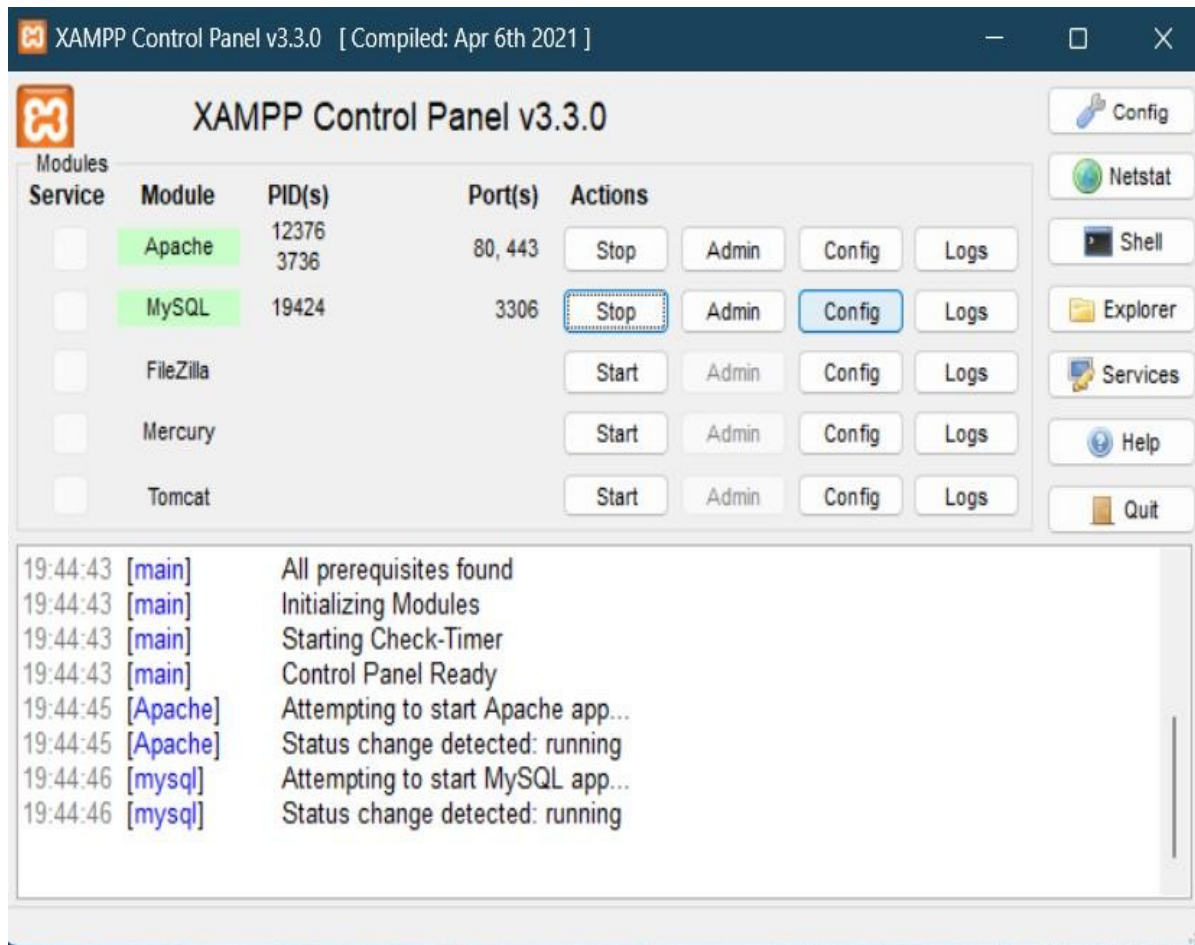 XAMPP Control Panel v3.3.0 [ Compiled: Apr 6th 2021 ]
XAMPP Control Panel v3.3.0
Config
Modules
Netstat
Service Module PID(s) Port(s) Actions
Apache 12376 3736 80, 443 Stop Admin Config Logs
Shell
MySQL 19424 3306 Stop Admin Config Logs
Explorer
FileZilla Start Admin Config Logs
Services
Mercury Start Admin Config Logs
Help
Tomcat Start Admin Config Logs
Quit
19:44:43 [main] All prerequisites found
19:44:43 [main] Initializing Modules
19:44:43 [main] Starting Check-Timer
19:44:43 [main] Control Panel Ready
19:44:45 [Apache] Attempting to start Apache app...
19:44:45 [Apache] Status change detected: running
19:44:46 [mysql] Attempting to start MySQL app...
19:44:46 [mysql] Status change detected: running